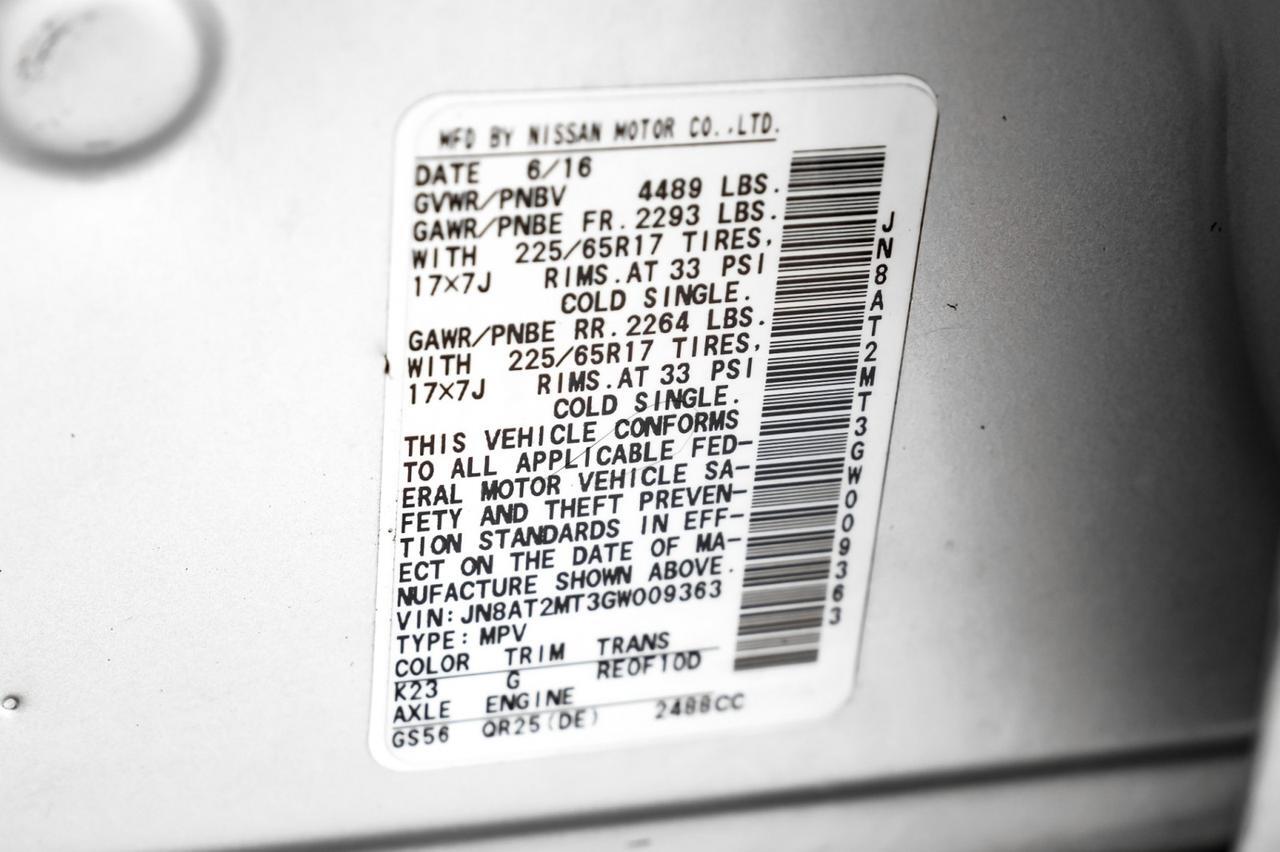 MFD BY NISSAN MOTOR CO.,LTD.
DATE 6/16
GVWR/PNBV 4489 LBS.
GAWR/PNBE FR.2293 LBS.
WITH 225/65R17 TIRES,
17×7J RIMS.AT 33 PSI
COLD SINGLE.
GAWR/PNBE RR.2264 LBS.
WITH 225/65R17 TIRES,
17×7J RIMS.AT 33 PSI
COLD SINGLE.
THIS VEHICLE CONFORMS
TO ALL APPLICABLE FED-
ERAL MOTOR VEHICLE SA-
FETY AND THEFT PREVEN-
TION STANDARDS IN EFF-
ECT ON THE DATE OF MA-
NUFACTURE SHOWN ABOVE.
VIN:JN8AT2MT3GW009363
TYPE:MPV
COLOR TRIM TRANS
K23 G RE0F10D
AXLE ENGINE
GS56 QR25(DE) 2488CC
JN8AT2MT3GW009363